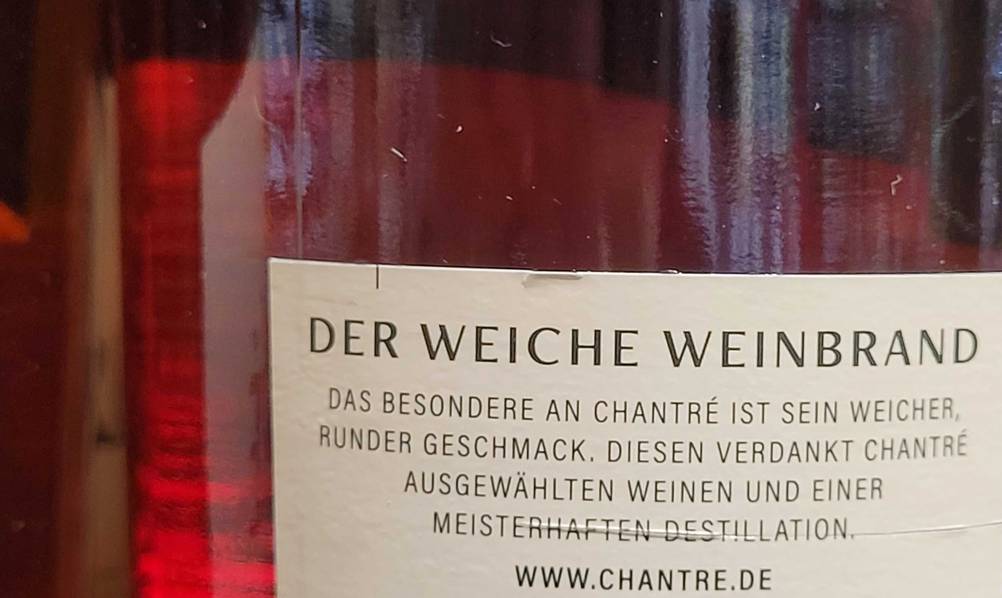 DER WEICHE WEINBRAND
DAS BESONDERE AN CHANTRÉ IST SEIN WEICHER,
RUNDER GESCHMACK. DIESEN VERDANKT CHANTRÉ
AUSGEWÄHLTEN WEINEN UND EINER
MEISTERHAFTEN DESTILLATION.
WWW.CHANTRE.DE